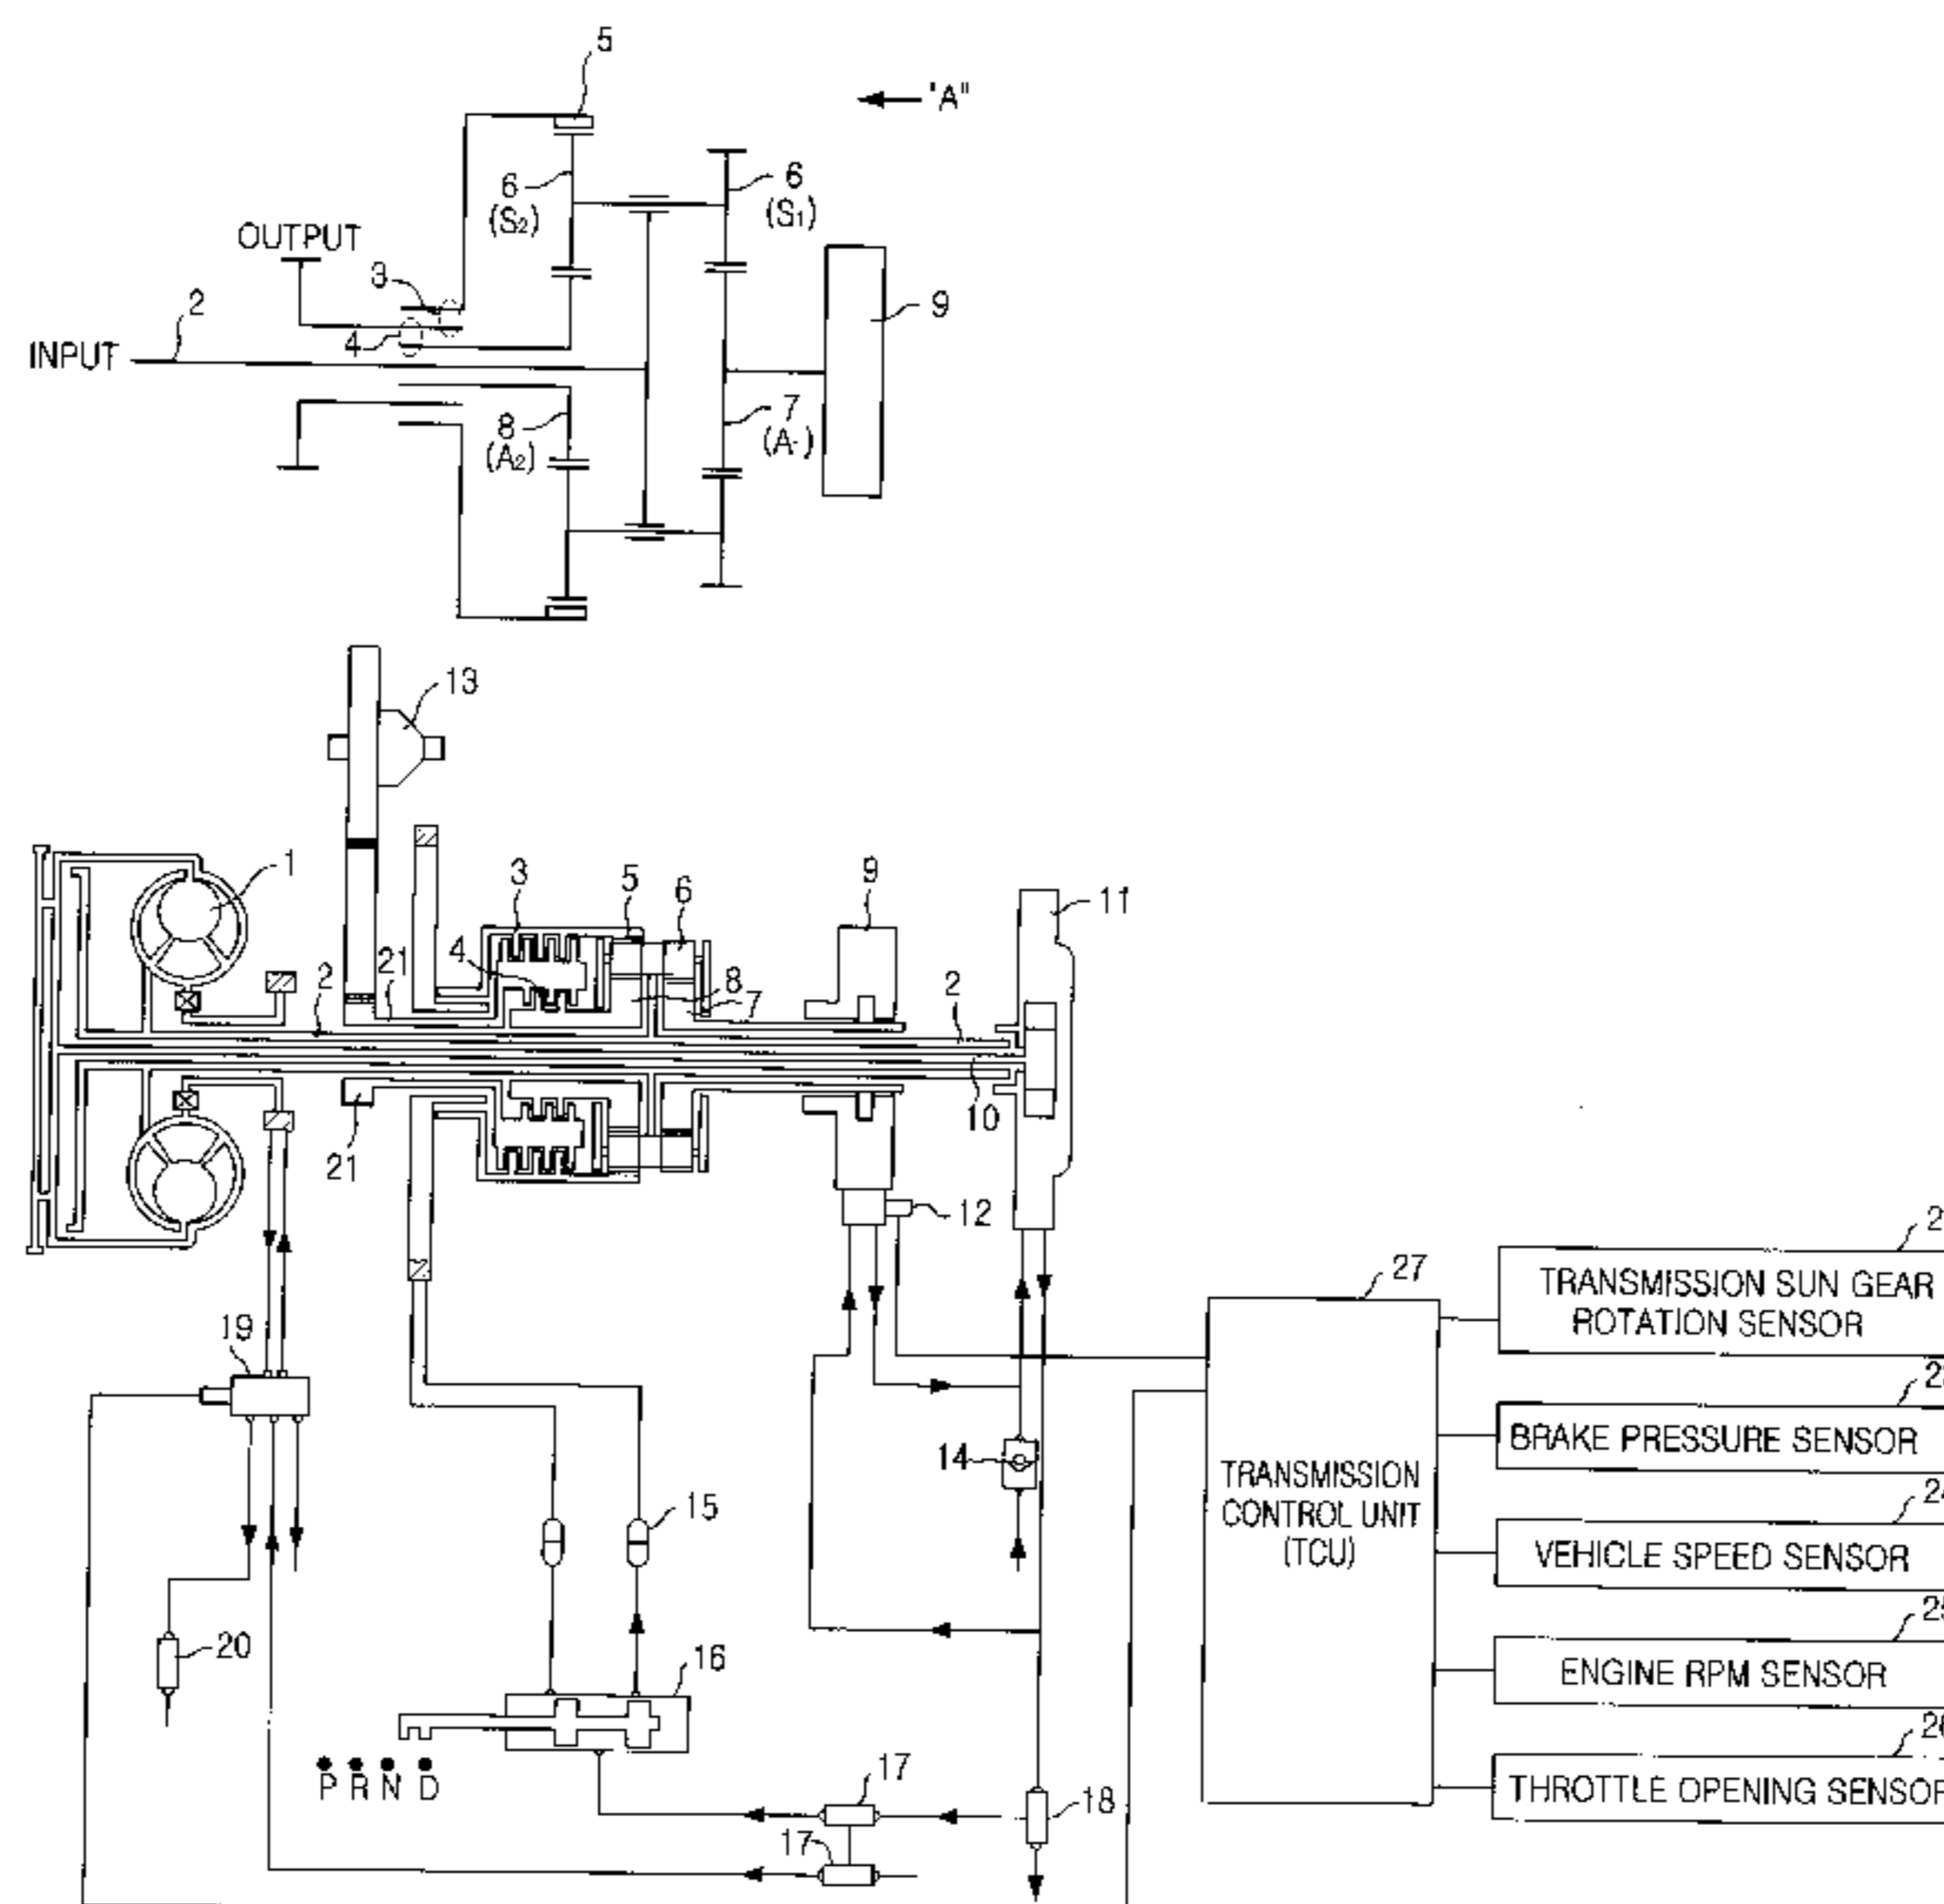 5
"A"
6
(S2)
6
(S1)
OUTPUT
3
2
9
4
INPUT
8
(A2)
7
13
1
3
5
6
9
11
2
21
4
8
7
2
10
21
12
27
TRANSMISSION SUN GEAR
ROTATION SENSOR
19
BRAKE PRESSURE SENSOR
14
TRANSMISSION
CONTROL UNIT
(TCU)
15
VEHICLE SPEED SENSOR
20
16
ENGINE RPM SENSOR
P R N D
17
18
THROTTLE OPENING SENSOR
17